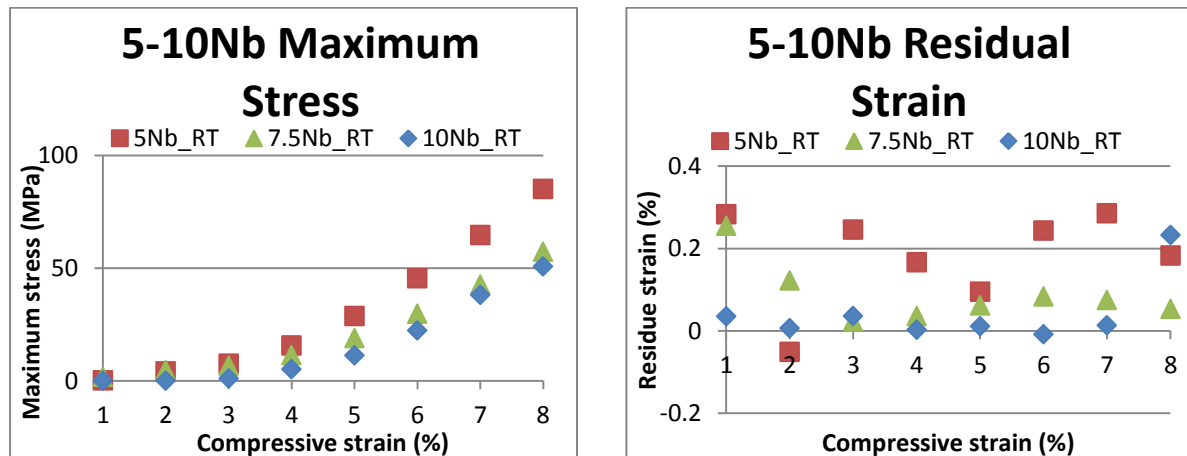 5-10Nb Maximum
Stress
5Nb_RT 7.5Nb_RT 10Nb_RT
100
50
0
1 2 3 4 5 6 7 8
Maximum stress (MPa)
Compressive strain (%)
5-10Nb Residual
Strain
5Nb_RT 7.5Nb_RT 10Nb_RT
0.4
0.2
0
-0.2
1 2 3 4 5 6 7 8
Residue strain (%)
Compressive strain (%)